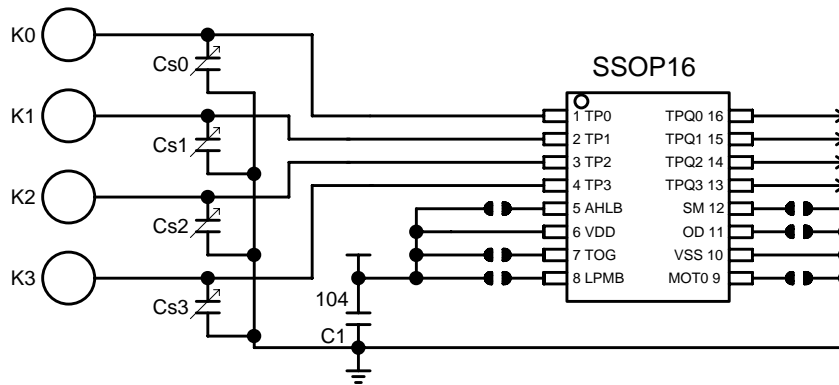 K0
Cs0
SSOP16
K1
1 TP0
TPQ0 16
Cs1
2 TP1
TPQ1 15
3 TP2
TPQ2 14
K2
4 TP3
TPQ3 13
Cs2
5 AHLB
SM 12
6 VDD
OD 11
7 TOG
VSS 10
K3
8 LPMB
MOT0 9
Cs3
104
C1